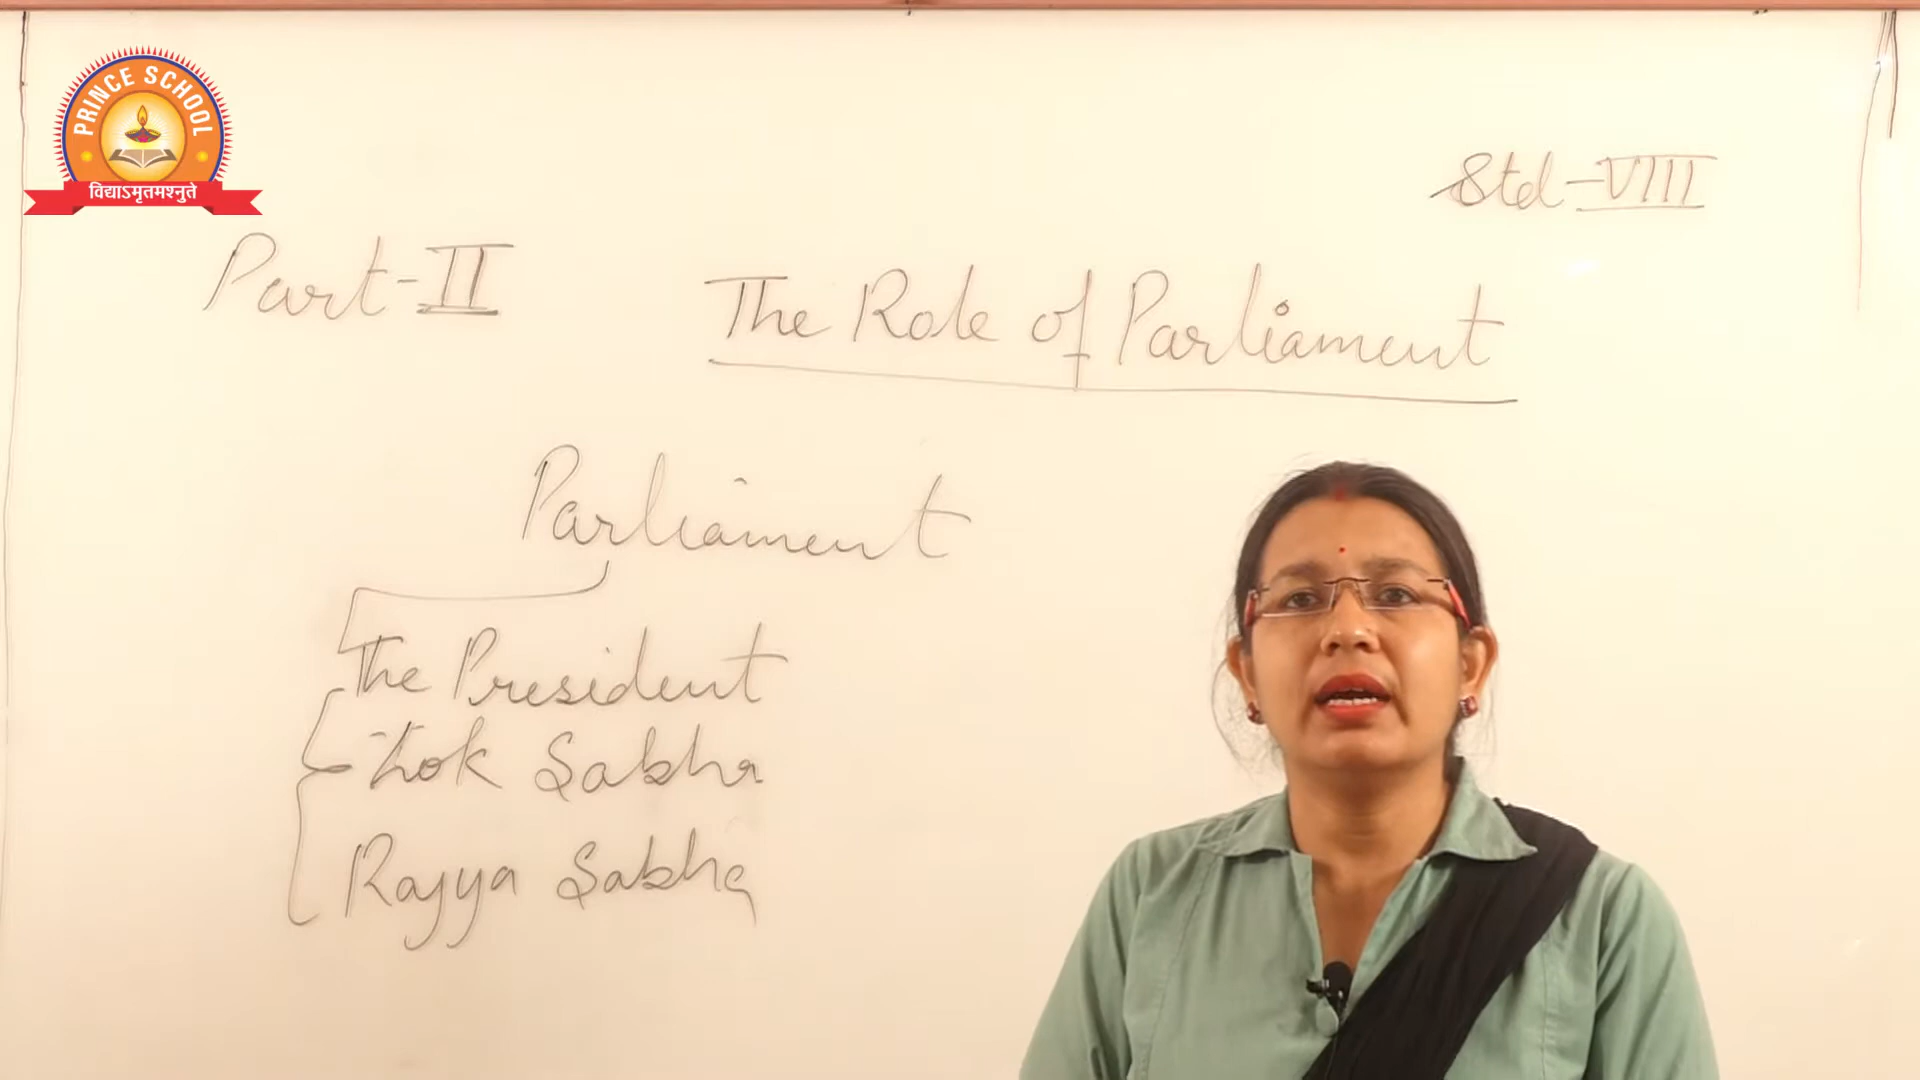 PRINCE SCHOOL
विद्याऽमृतमश्नुते
Std-VIII
Part-II
The Role of Parliament
Parliament
The President
Lok Sabha
Rajya Sabha